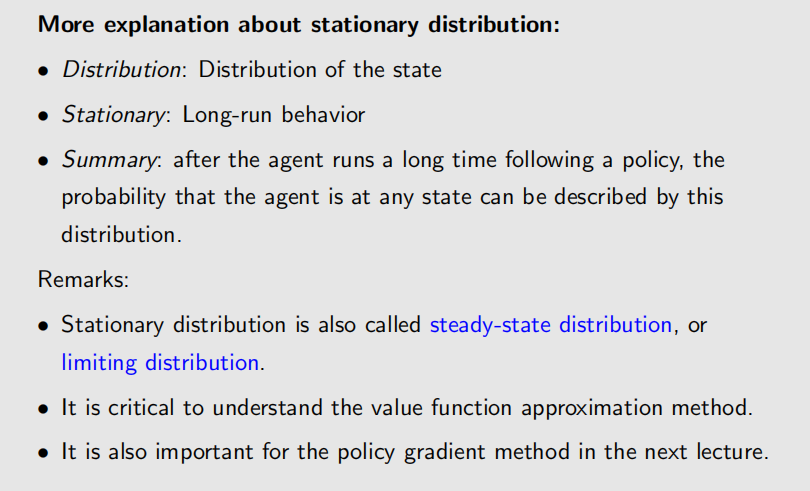 More explanation about stationary distribution:
• Distribution: Distribution of the state
• Stationary: Long-run behavior
• Summary: after the agent runs a long time following a policy, the
probability that the agent is at any state can be described by this
distribution.
Remarks:
• Stationary distribution is also called steady-state distribution, or
limiting distribution.
• It is critical to understand the value function approximation method.
• It is also important for the policy gradient method in the next lecture.